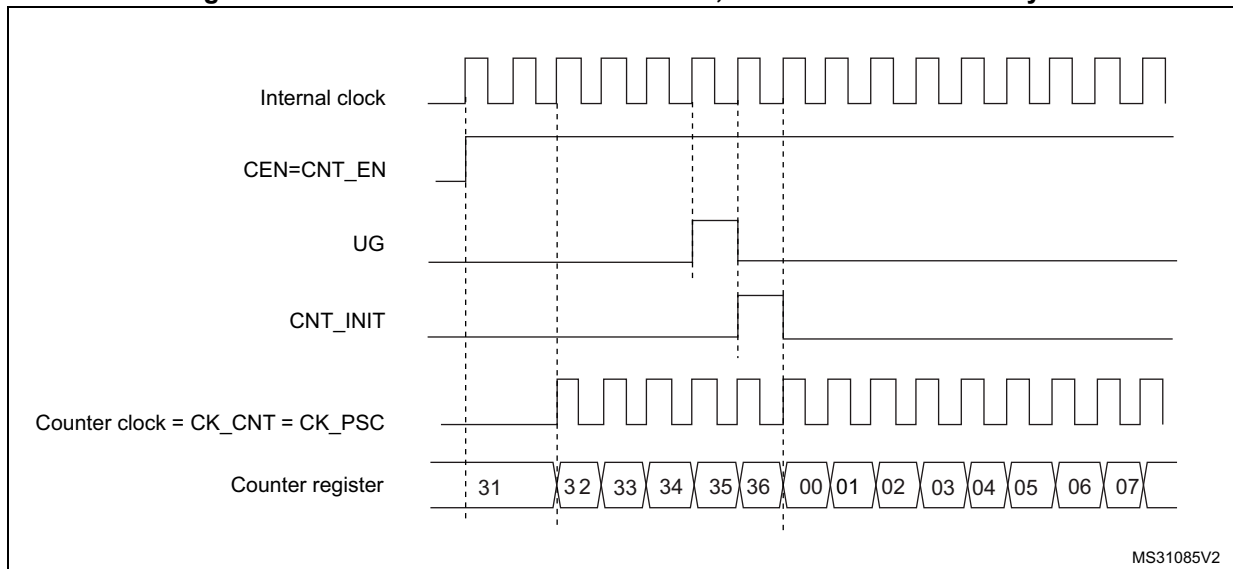 Internal clock
CEN=CNT_EN
UG
CNT_INIT
Counter clock = CK_CNT = CK_PSC
Counter register 31 32 33 34 35 36 00 01 02 03 04 05 06 07
MS31085V2